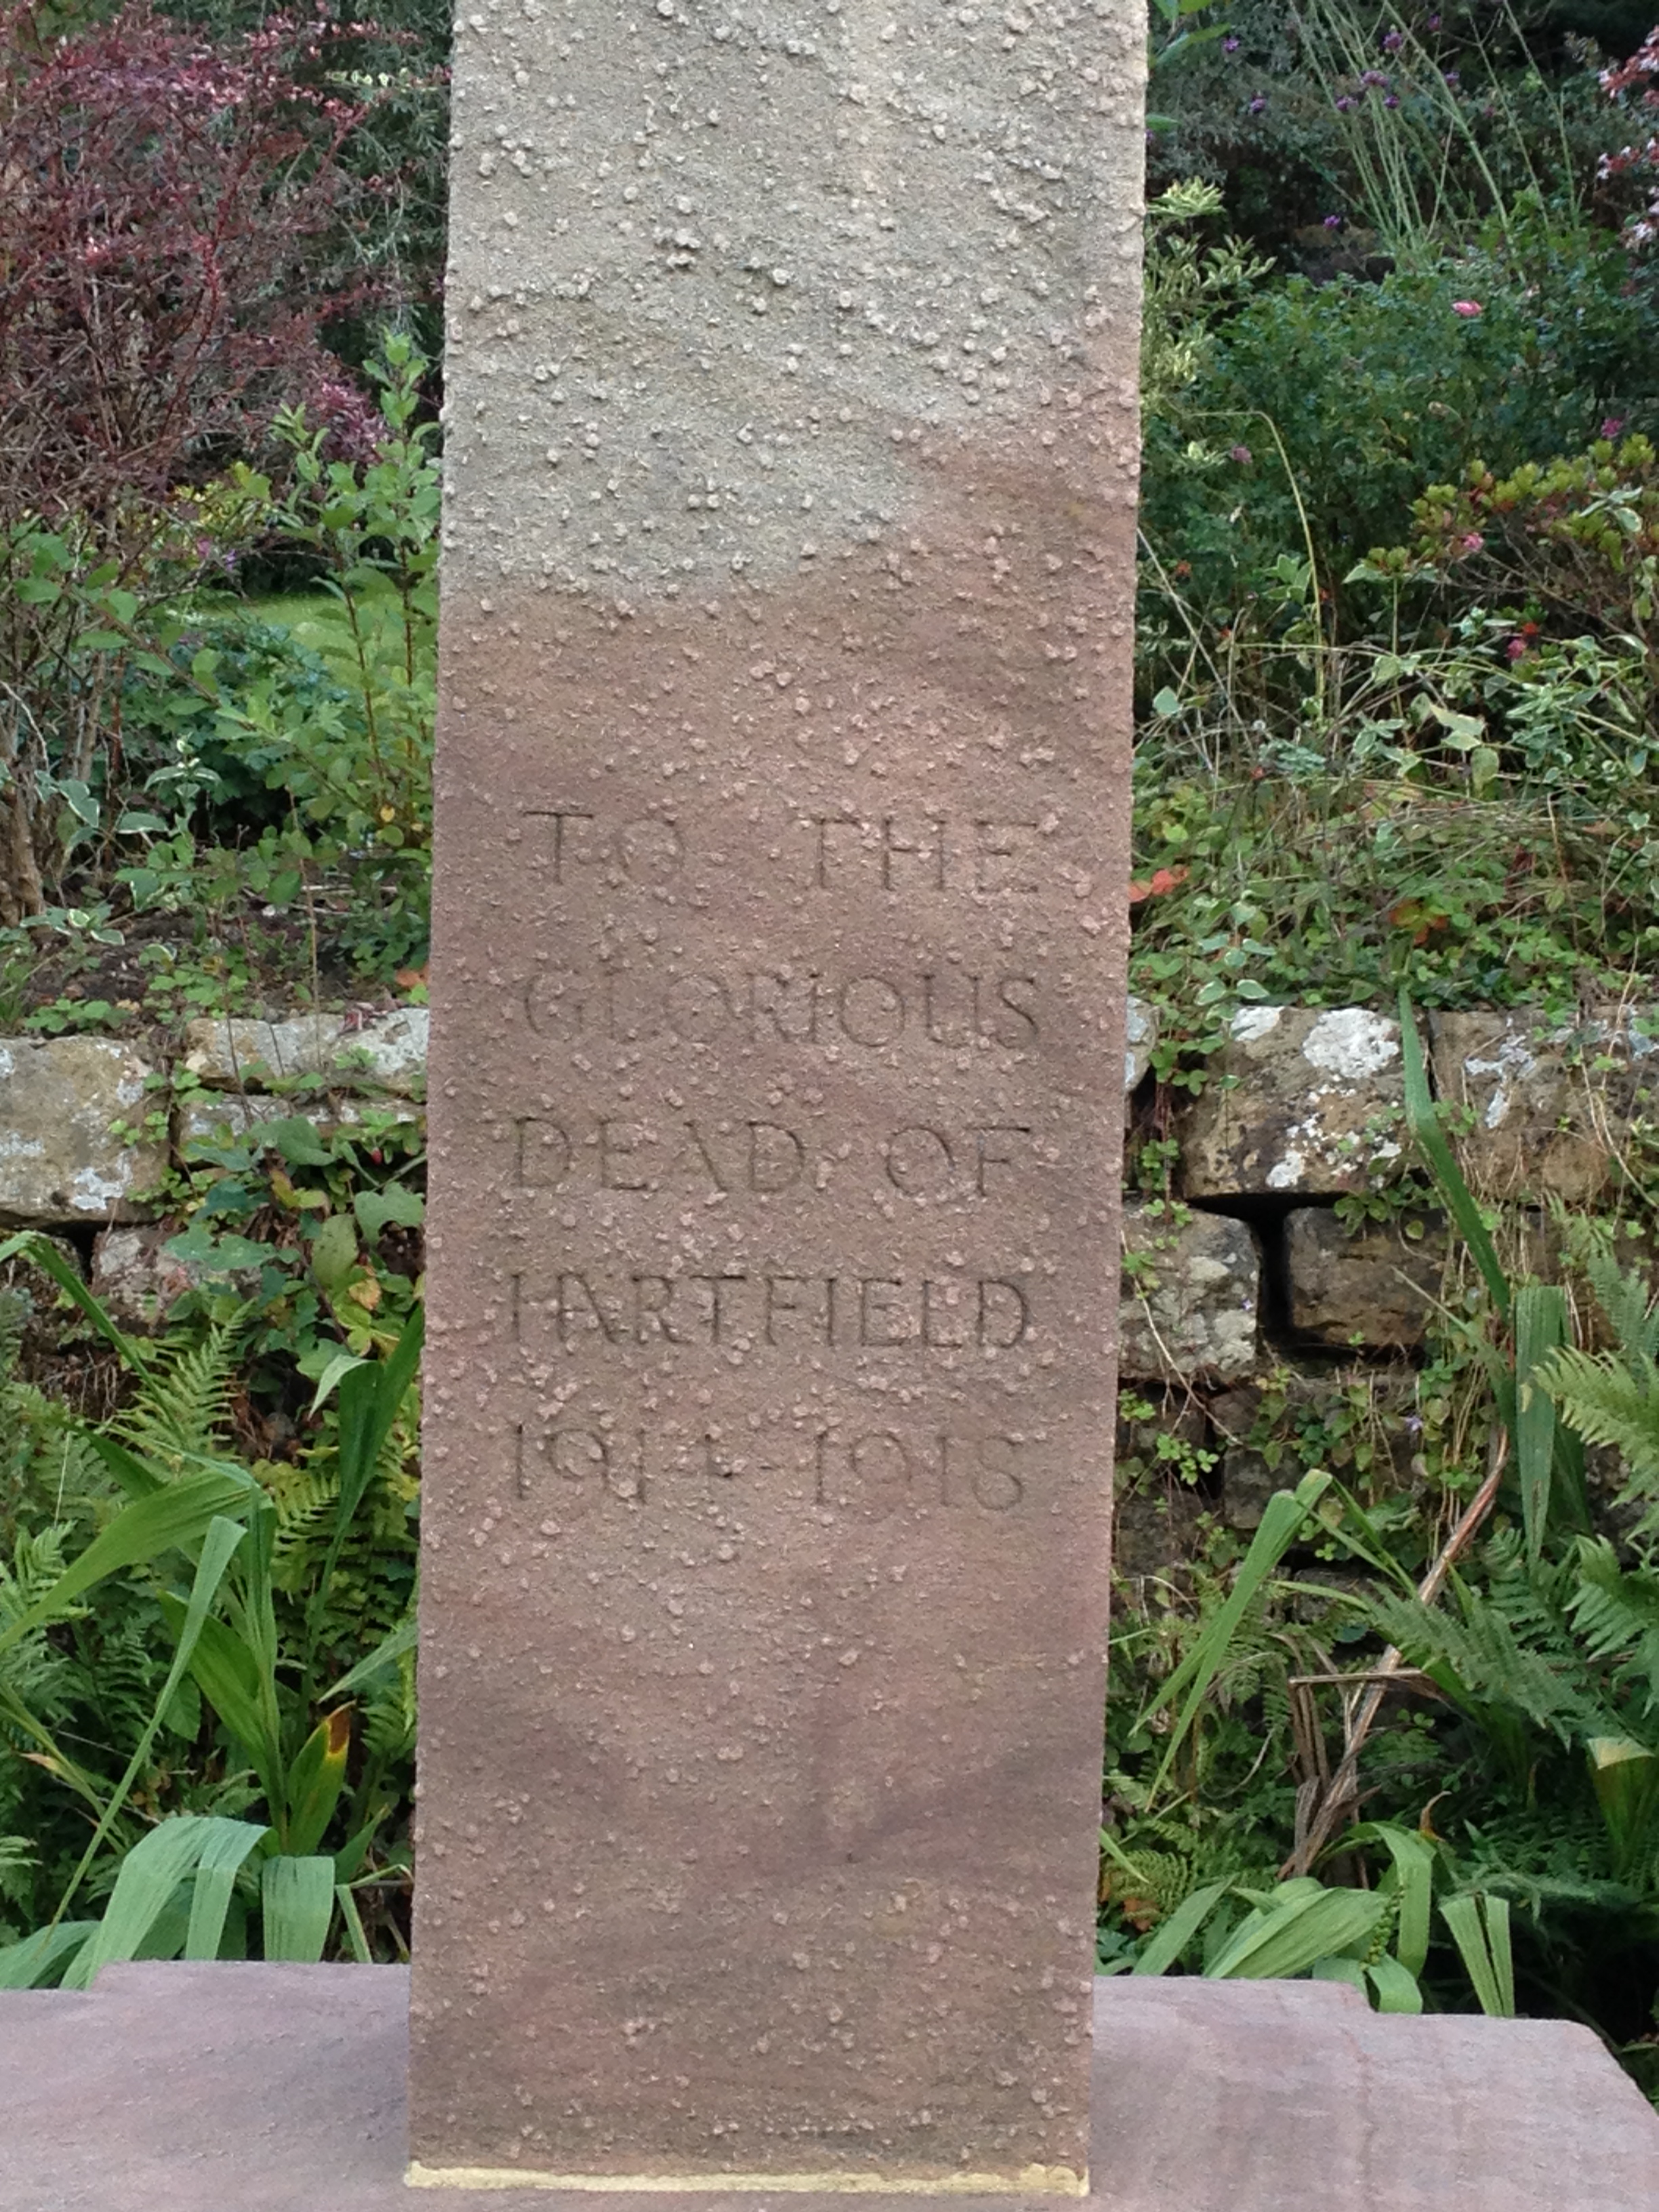 TO THE
GLORIOUS
DEAD OF
HARTFIELD
1914-1918